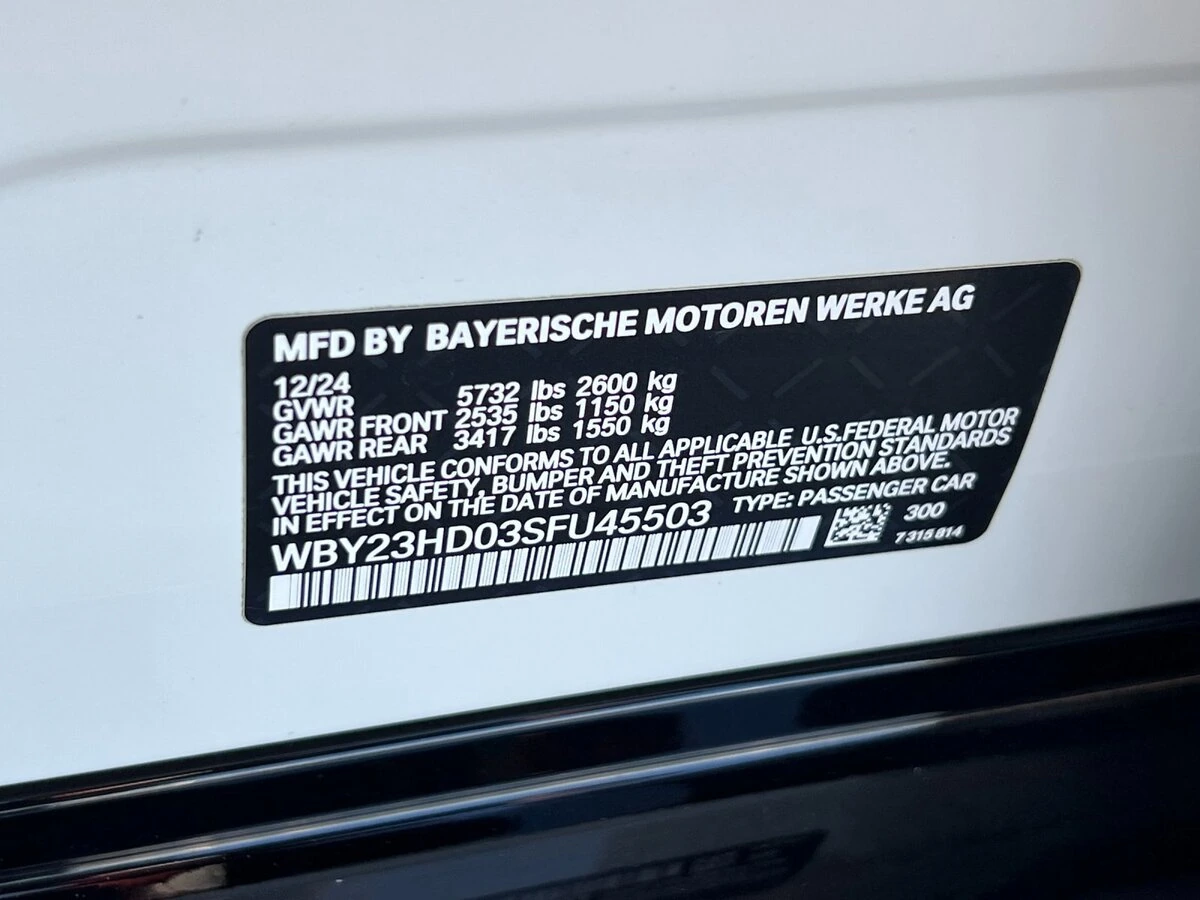 MFD BY BAYERISCHE MOTOREN WERKE AG
12/24
GVWR 5732 lbs 2600 kg
GAWR FRONT 2535 lbs 1150 kg
GAWR REAR 3417 lbs 1550 kg
THIS VEHICLE CONFORMS TO ALL APPLICABLE U.S.FEDERAL MOTOR
VEHICLE SAFETY, BUMPER AND THEFT PREVENTION STANDARDS
IN EFFECT ON THE DATE OF MANUFACTURE SHOWN ABOVE.
WBY23HD03SFU45503 TYPE: PASSENGER CAR
300
7 315 814